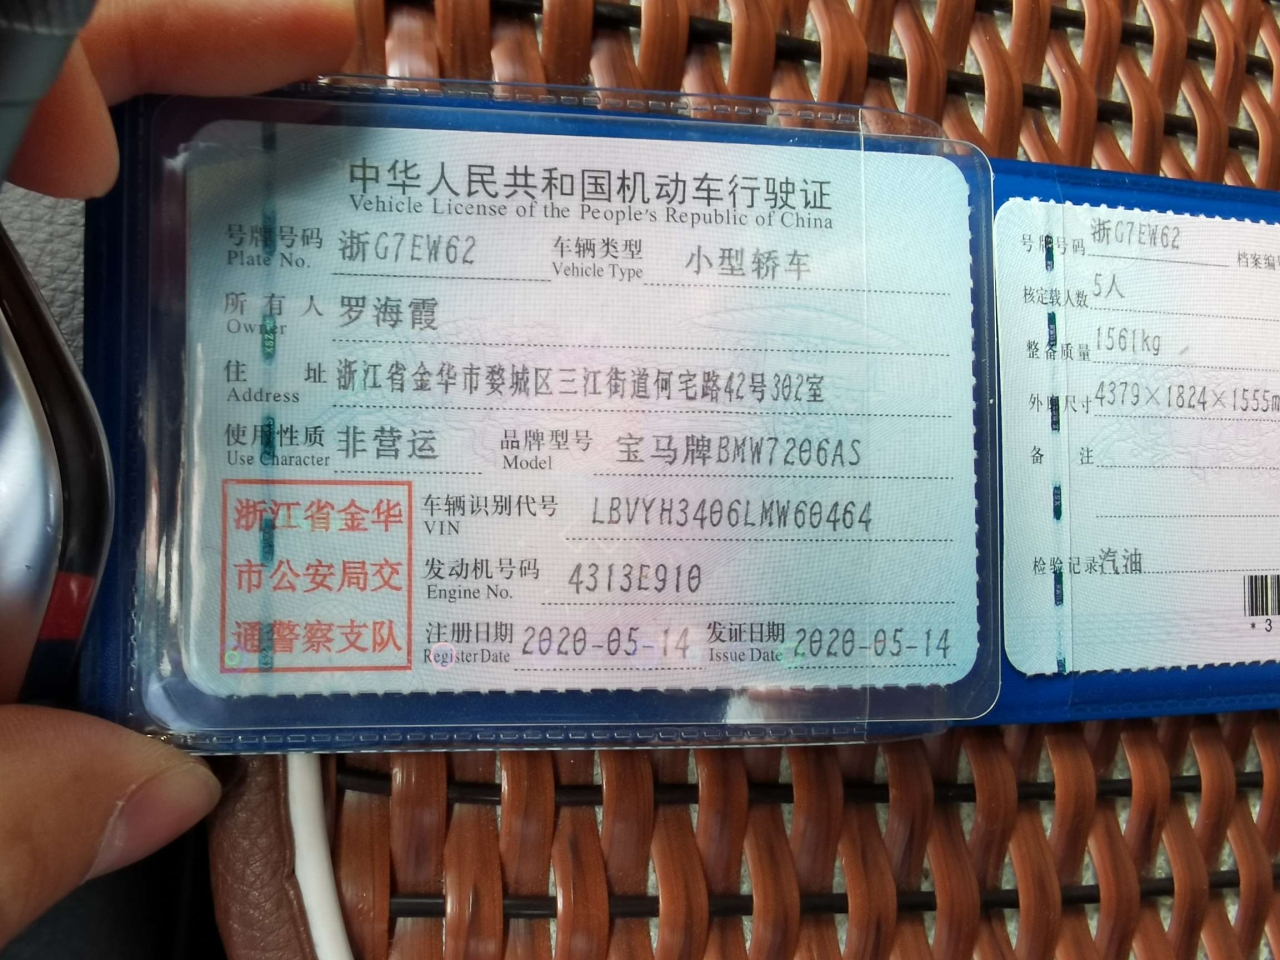 中华人民共和国机动车行驶证
Vehicle License of the People's Republic of China
号牌号码 浙G7EW62 车辆类型 小型轿车
Plate No. Vehicle Type
所有人 罗海霞
Owner
住址 浙江省金华市婺城区三江街道何宅路42号302室
Address
使用性质 非营运 品牌型号 宝马牌BMW7206AS
Use Character Model
浙江省金华
市公安局交
通警察支队
车辆识别代号 LBVYH3406LMW60464
VIN
发动机号码 4313E910
Engine No.
注册日期 2020-05-14 发证日期 2020-05-14
Register Date Issue Date
号牌号码 浙G7EW62 档案编
核定载人数 5人
整备质量 1561kg
外廓尺寸 4379×1824×1555m
备注
检验记录 汽油
* 3